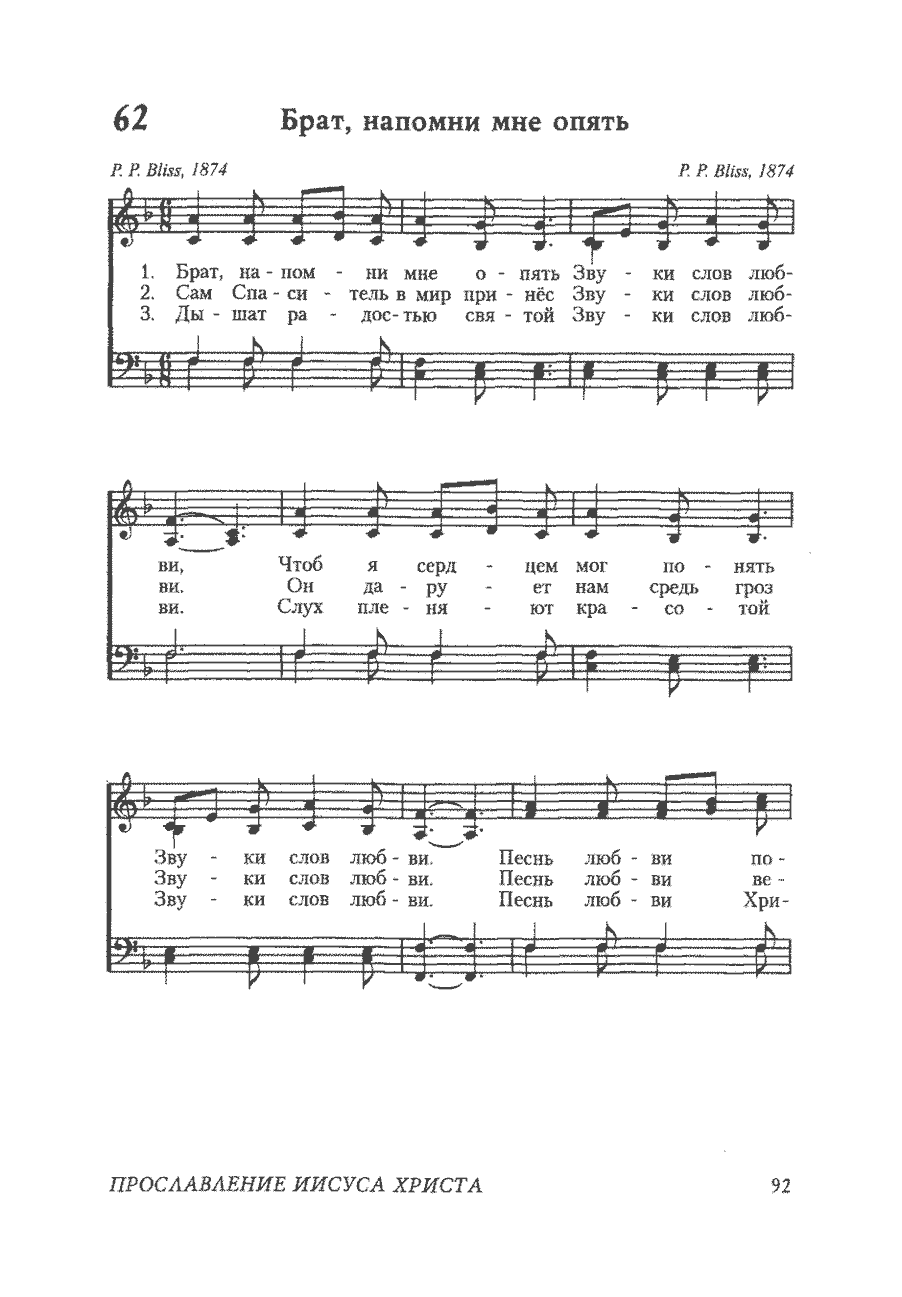 62 Брат, напомни мне опять
P. P. Bliss, 1874 P. P. Bliss, 1874
1. Брат, на - пом - ни мне о - пять Зву - ки слов люб-
2. Сам Спа - си - тель в мир при - нёс Зву - ки слов люб-
3. Ды - шат ра - дос- тью свя - той Зву - ки слов люб-
ви, Чтоб я серд - цем мог по - нять
ви. Он да - ру - ет нам средь гроз
ви. Слух пле - ня - ют кра - со - той
Зву - ки слов люб - ви. Песнь люб - ви по -
Зву - ки слов люб - ви. Песнь люб - ви ве -
Зву - ки слов люб - ви. Песнь люб - ви Хри-
ПРОСЛАВЛЕНИЕ ИИСУСА ХРИСТА 92